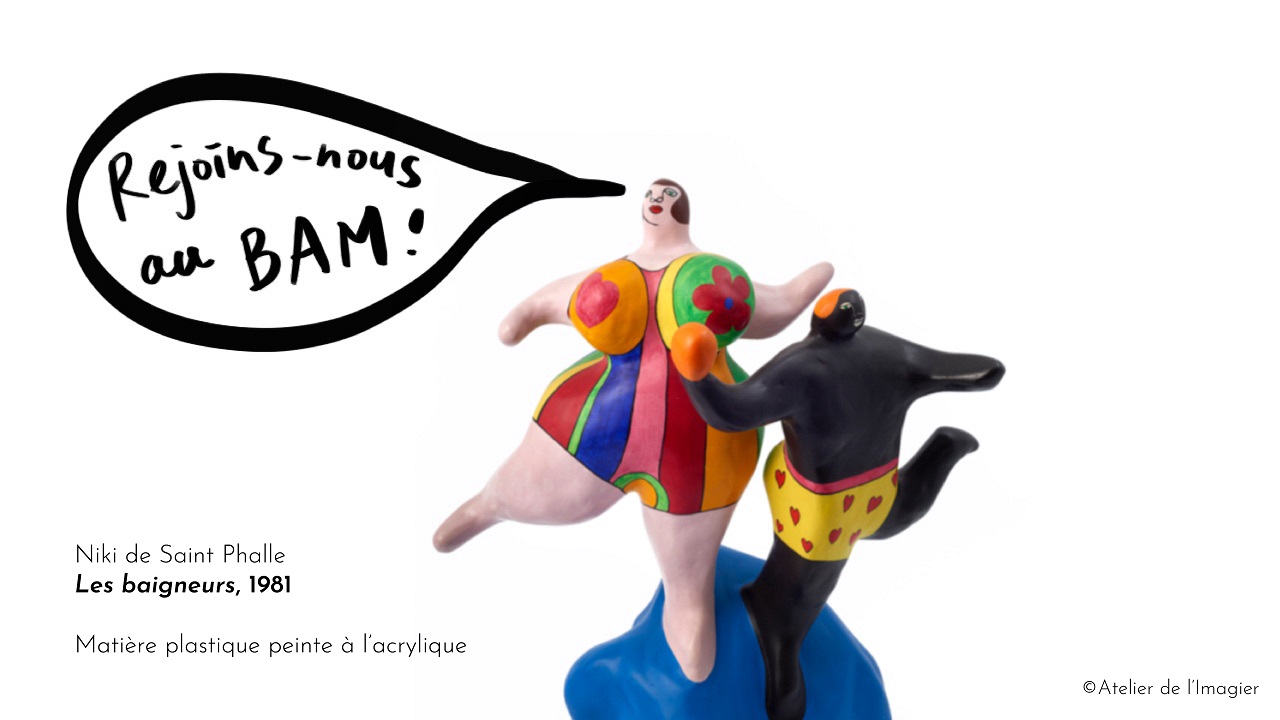 Rejoins-nous
au BAM!
Niki de Saint Phalle
Les baigneurs, 1981
Matière plastique peinte à l'acrylique
©Atelier de l'Imagier